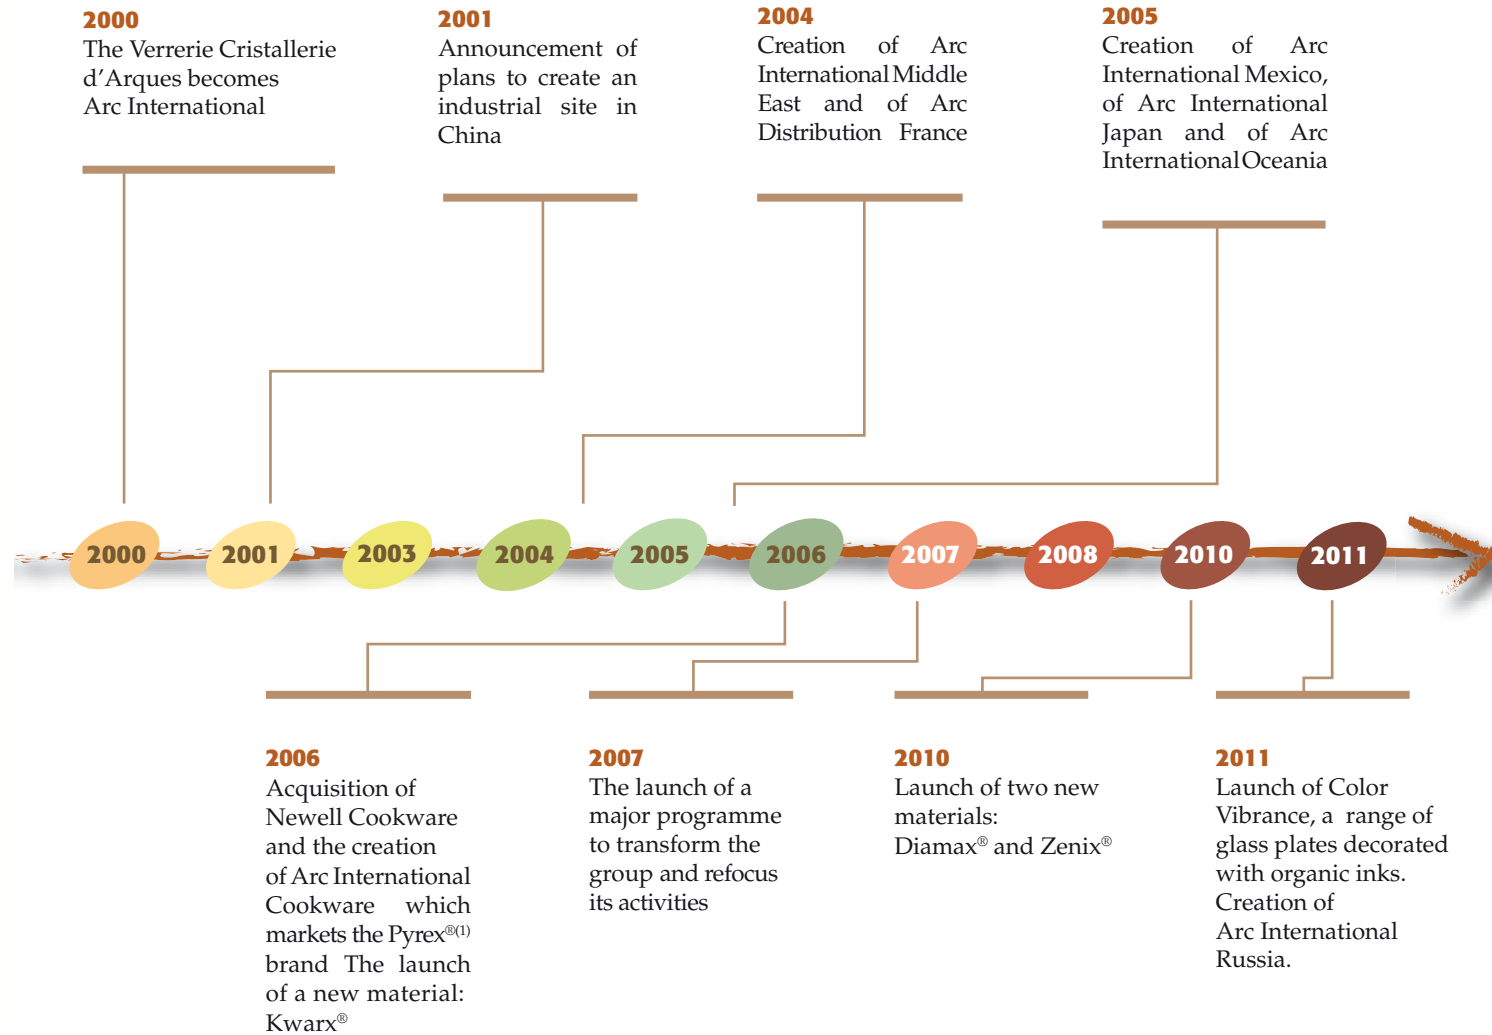 2000
The Verrerie Cristallerie
d’Arques becomes
Arc International
2001
Announcement of
plans to create an
industrial site in
China
2004
Creation of Arc
International Middle
East and of Arc
Distribution France
2005
Creation of Arc
International Mexico,
of Arc International
Japan and of Arc
International Oceania
2000
2001
2003
2004
2005
2006
2007
2008
2010
2011
2006
Acquisition of
Newell Cookware
and the creation
of Arc International
Cookware which
markets the Pyrex®(1)
brand The launch
of a new material:
Kwarx®
2007
The launch of a
major programme
to transform the
group and refocus
its activities
2010
Launch of two new
materials:
Diamax® and Zenix®
2011
Launch of Color
Vibrance, a range of
glass plates decorated
with organic inks.
Creation of
Arc International
Russia.